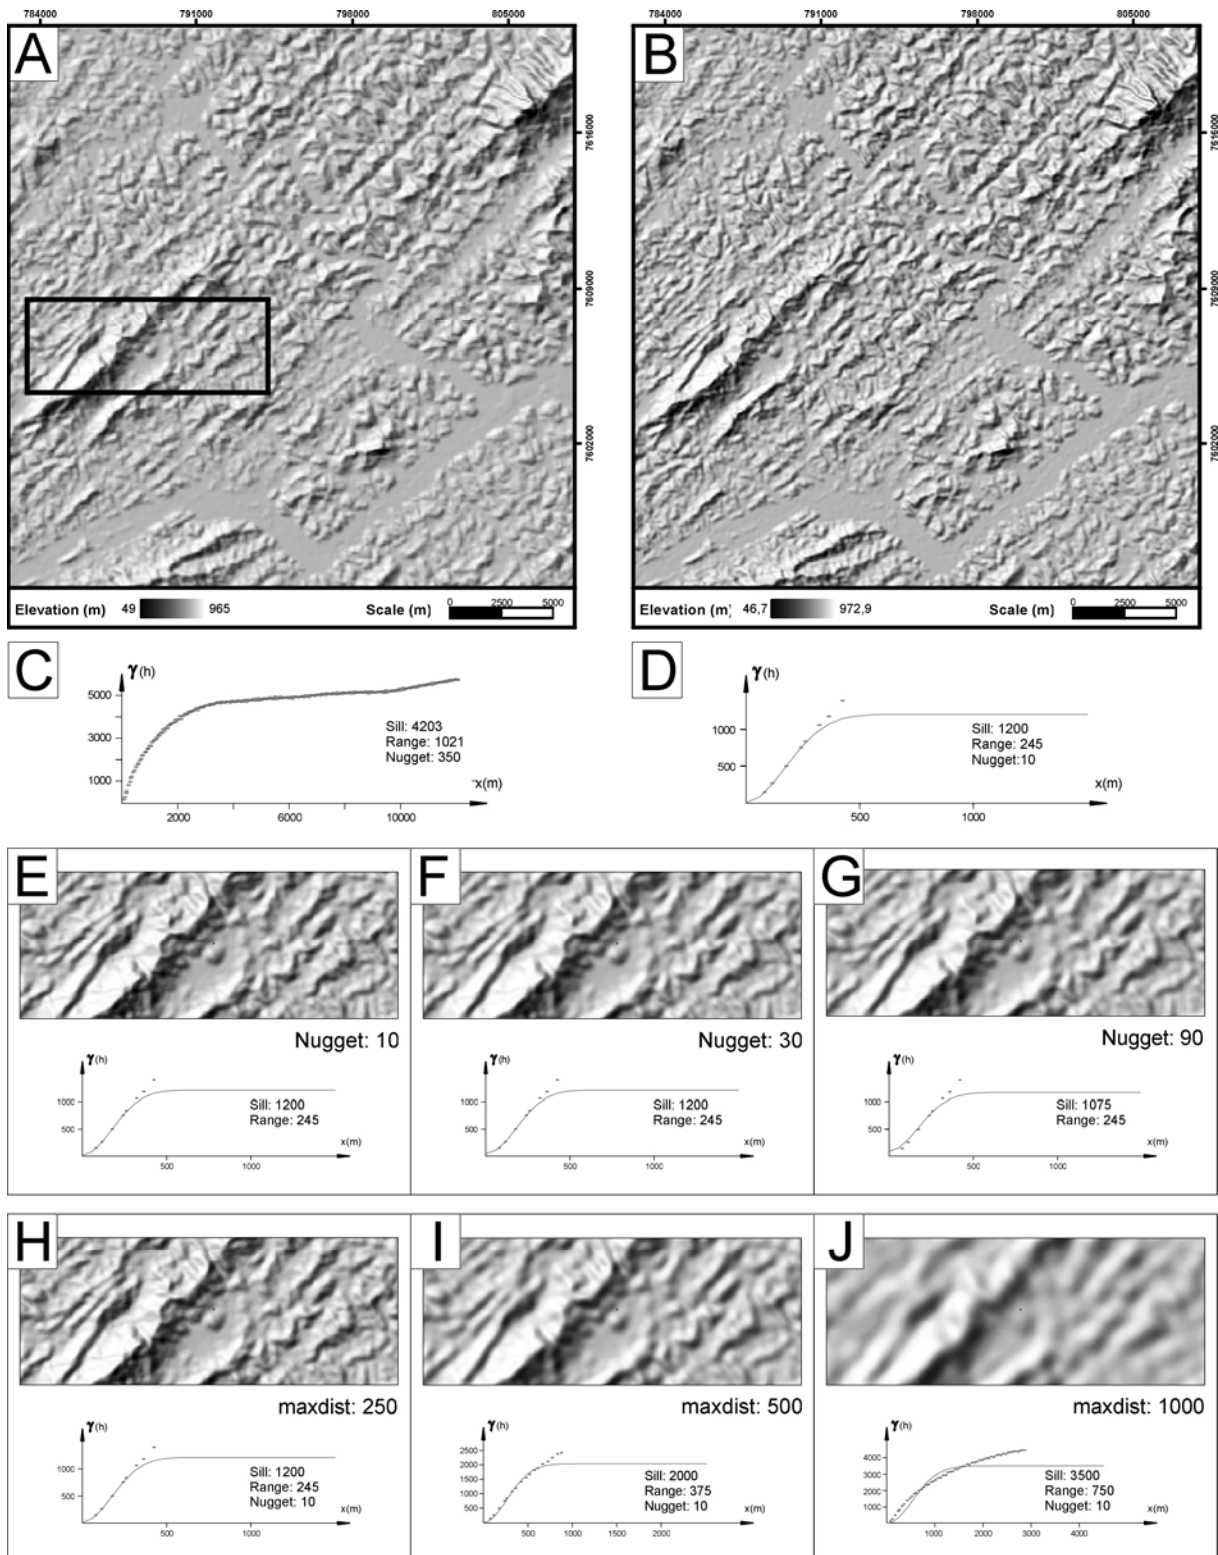 784000 791000 798000 805000
784000 791000 798000 805000
A
B
7616000
7609000
7602000
7616000
7609000
7602000
Elevation (m) 49 965 Scale (m) 0 2500 5000
Elevation (m) 46,7 972,9 Scale (m) 0 2500 5000
C
γ(h)
5000
3000
1000
Sill: 4203
Range: 1021
Nugget: 350
x(m)
2000 6000 10000
D
γ(h)
1000
500
Sill: 1200
Range: 245
Nugget:10
x(m)
500 1000
E
Nugget: 10
γ(h)
1000
500
Sill: 1200
Range: 245
x(m)
500 1000
F
Nugget: 30
γ(h)
1000
500
Sill: 1200
Range: 245
x(m)
500 1000
G
Nugget: 90
γ(h)
1000
500
Sill: 1075
Range: 245
x(m)
500 1000
H
maxdist: 250
γ(h)
1000
500
Sill: 1200
Range: 245
Nugget: 10
x(m)
500 1000
I
maxdist: 500
γ(h)
2500
2000
1500
1000
500
Sill: 2000
Range: 375
Nugget: 10
x(m)
500 1000 1500 2000
J
maxdist: 1000
γ(h)
4000
3000
2000
1000
Sill: 3500
Range: 750
Nugget: 10
x(m)
1000 2000 3000 4000